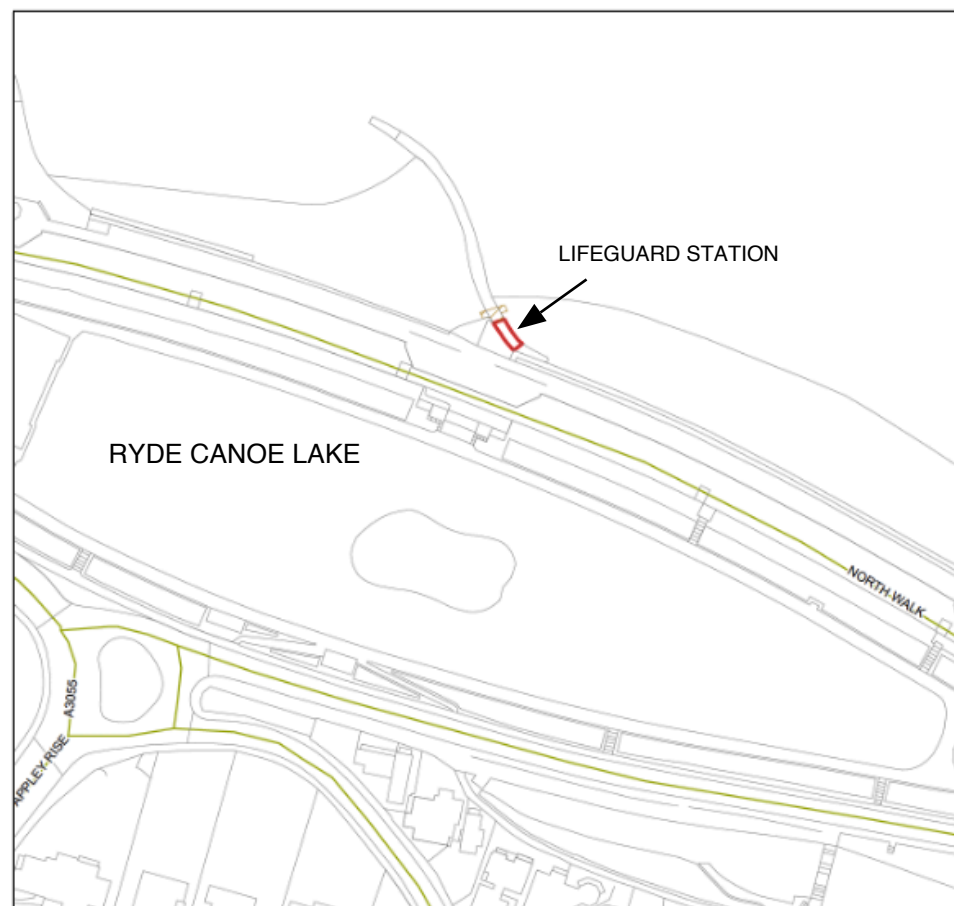 LIFEGUARD STATION
RYDE CANOE LAKE
NORTH WALK
A3055
APPLEY RISE